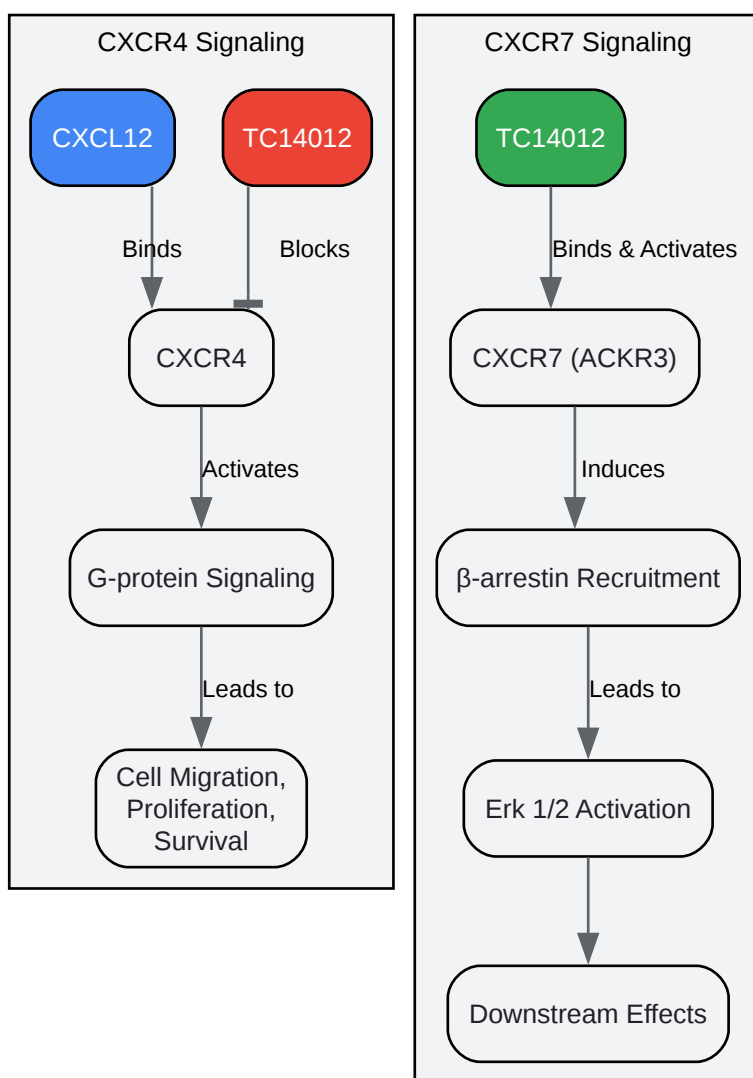 CXCR4 Signaling
CXCL12
TC14012
Binds
Blocks
CXCR4
Activates
G-protein Signaling
Leads to
Cell Migration,
Proliferation,
Survival
CXCR7 Signaling
TC14012
Binds & Activates
CXCR7 (ACKR3)
Induces
β-arrestin Recruitment
Leads to
Erk 1/2 Activation
Downstream Effects